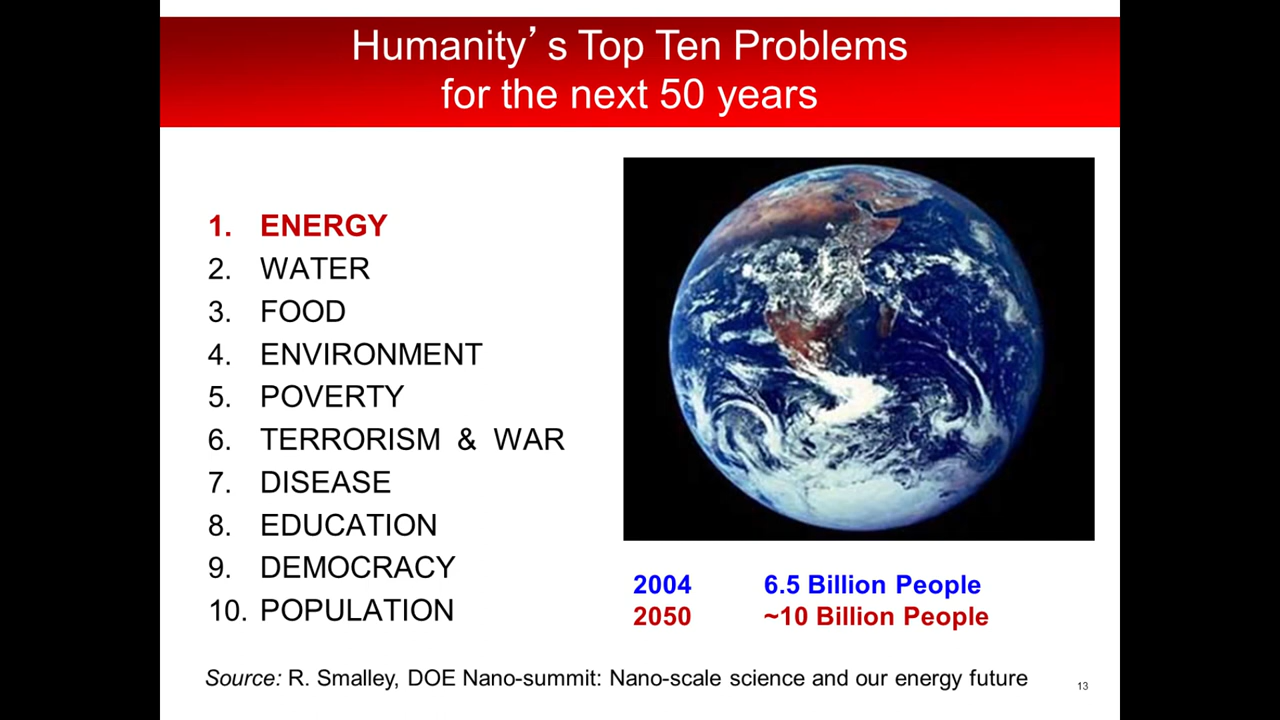 Humanity’s Top Ten Problems
for the next 50 years
1. ENERGY
2. WATER
3. FOOD
4. ENVIRONMENT
5. POVERTY
6. TERRORISM & WAR
7. DISEASE
8. EDUCATION
9. DEMOCRACY
10. POPULATION
2004 6.5 Billion People
2050 ~10 Billion People
Source: R. Smalley, DOE Nano-summit: Nano-scale science and our energy future
13